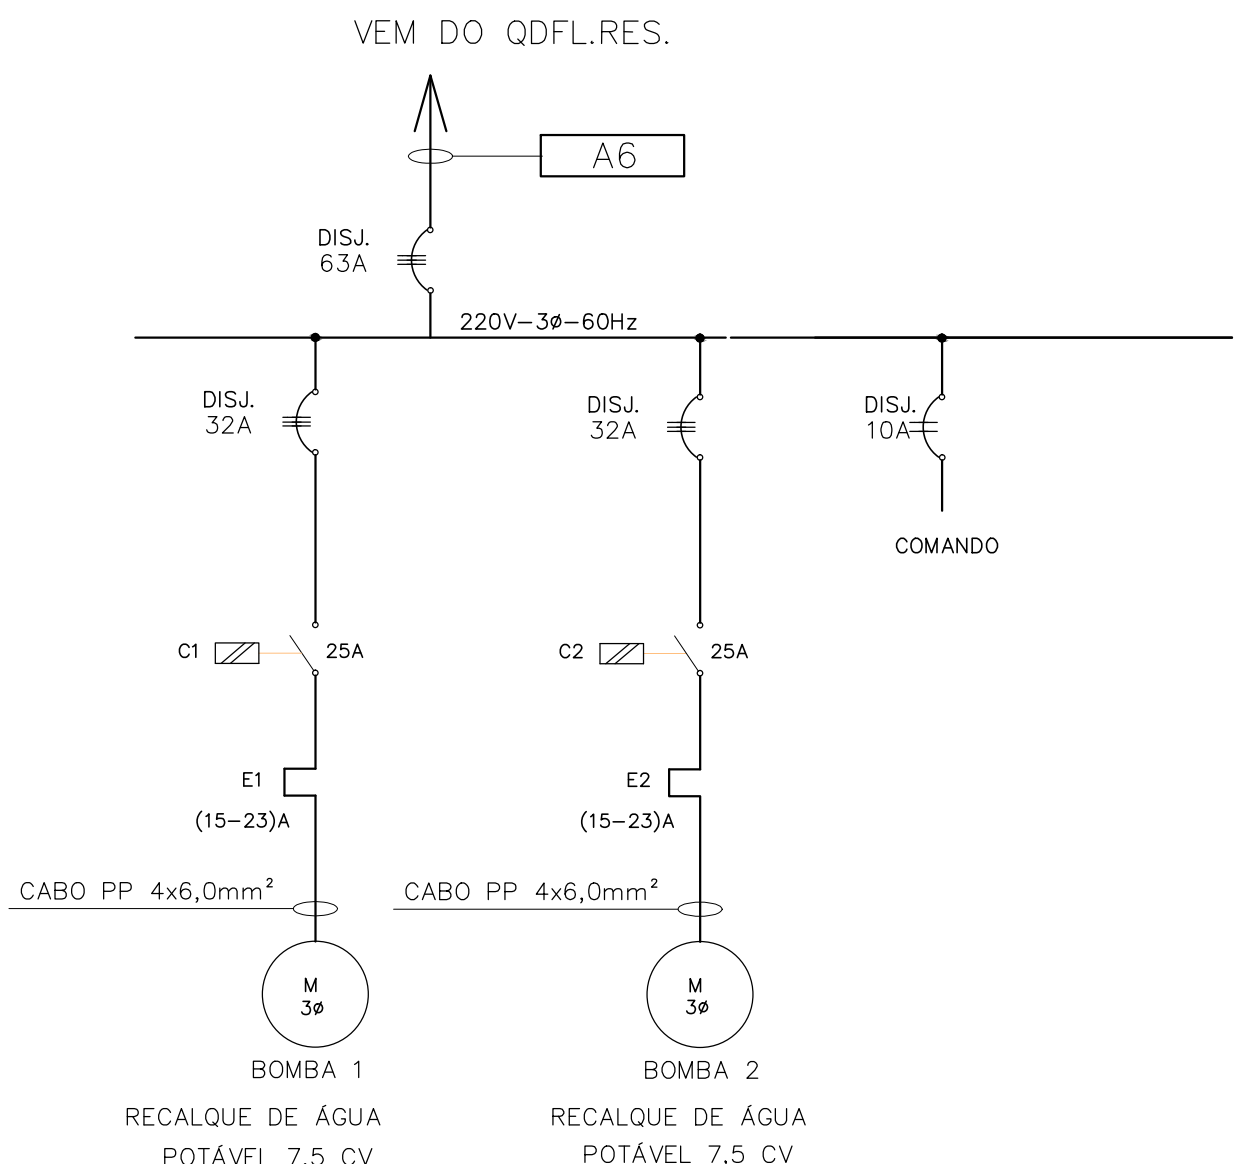 VEM DO QDFL.RES.
A6
DISJ.
63A
220V-3ø-60Hz
DISJ.
32A
DISJ.
32A
DISJ.
10A
COMANDO
C1
25A
C2
25A
E1
(15-23)A
E2
(15-23)A
CABO PP 4x6,0mm²
CABO PP 4x6,0mm²
M
3ø
M
3ø
BOMBA 1
RECALQUE DE ÁGUA
POTÁVEL 7,5 CV
BOMBA 2
RECALQUE DE ÁGUA
POTÁVEL 7,5 CV